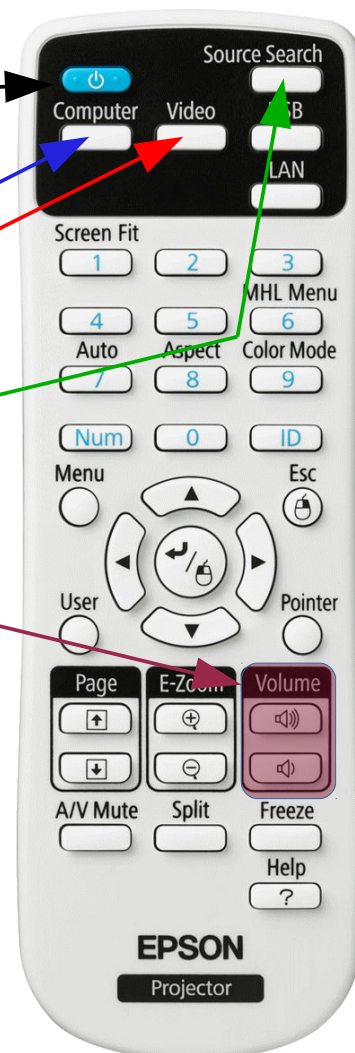 Source Search
Computer Video SB
LAN
Screen Fit
1 2 3
MHL Menu
4 5 6
Auto Aspect Color Mode
7 8 9
Num 0 ID
Menu Esc
User Pointer
Page E-Zoom Volume
A/V Mute Split Freeze
Help
?
EPSON
Projector